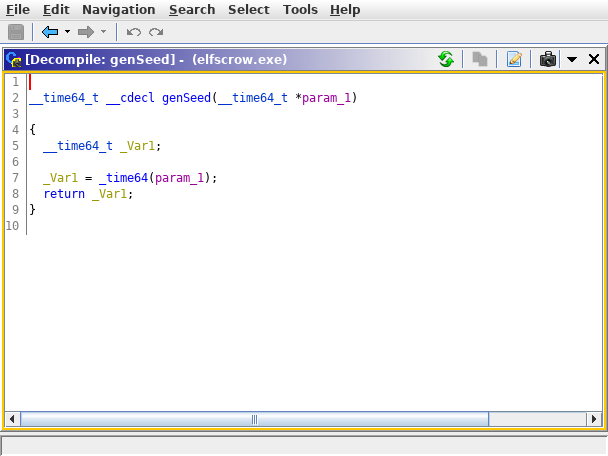 File Edit Navigation Search Select Tools Help
[Decompile: genSeed] - (elfscrow.exe)
1
2 __time64_t __cdecl genSeed(__time64_t *param_1)
3
4 {
5   __time64_t _Var1;
6
7   _Var1 = _time64(param_1);
8   return _Var1;
9 }
10